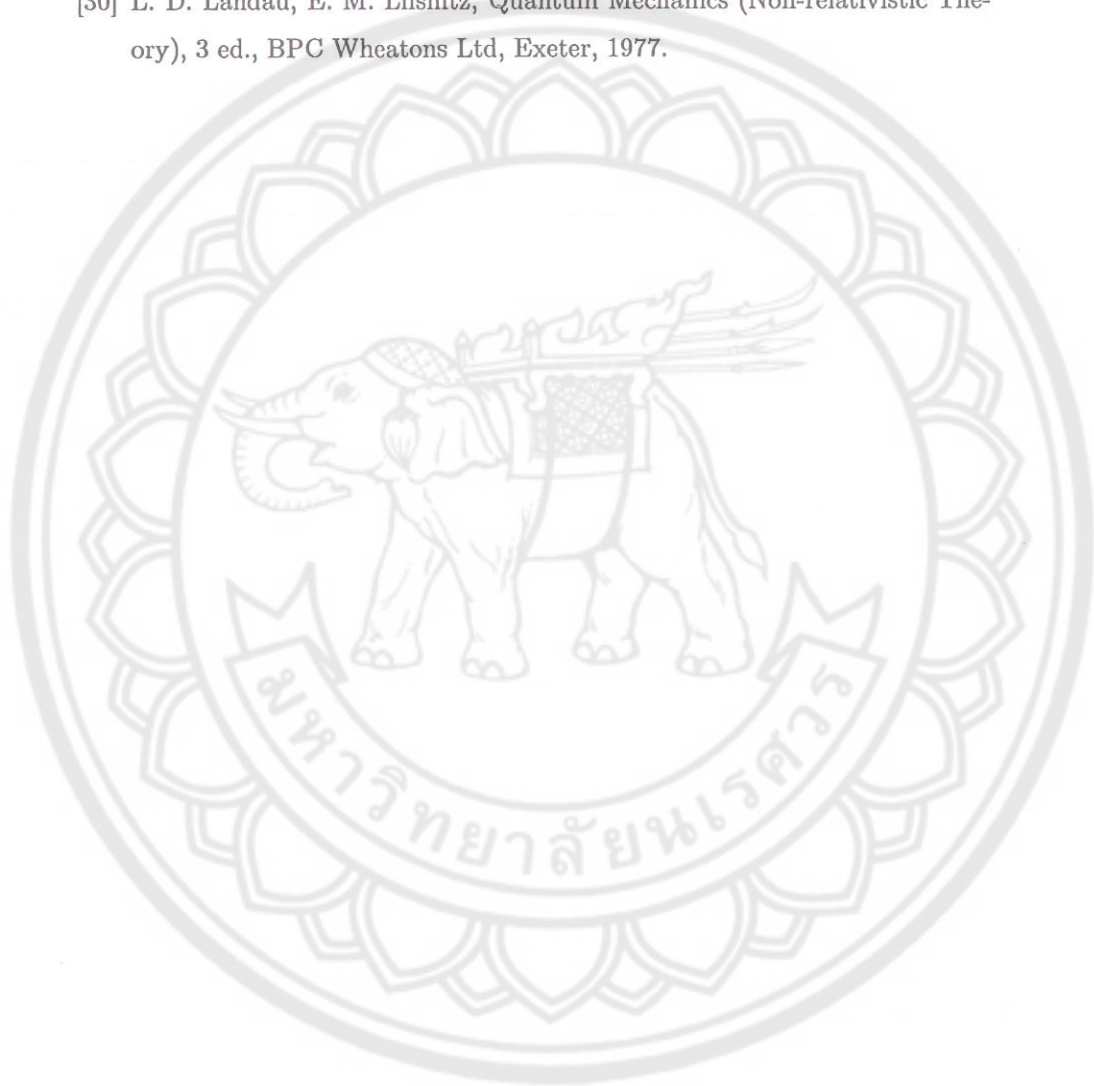 [30] L. D. Landau, E. M. Lifshitz, Quantum Mechanics (Non-relativistic The-
ory), 3 ed., BPC Wheatons Ltd, Exeter, 1977.
มหาวิทยาลัยนเรศวร